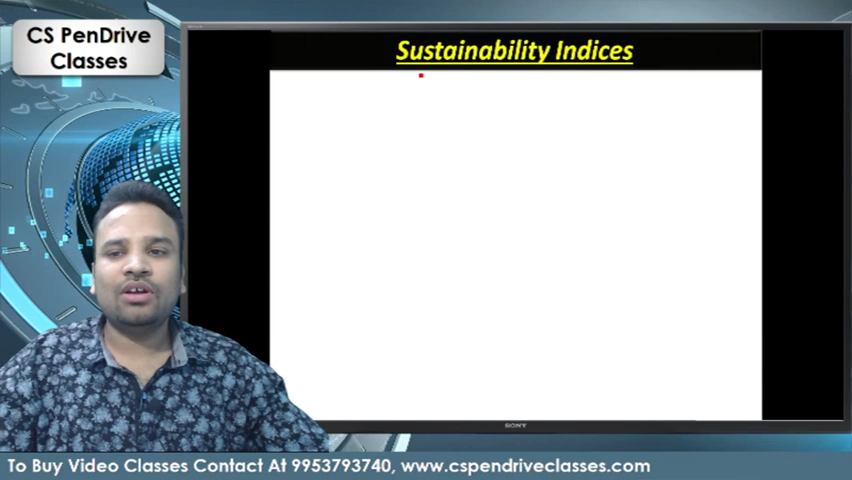 CS PenDrive
Classes
Sustainability Indices
SONY
To Buy Video Classes Contact At 9953793740, www.cspendriveclasses.com